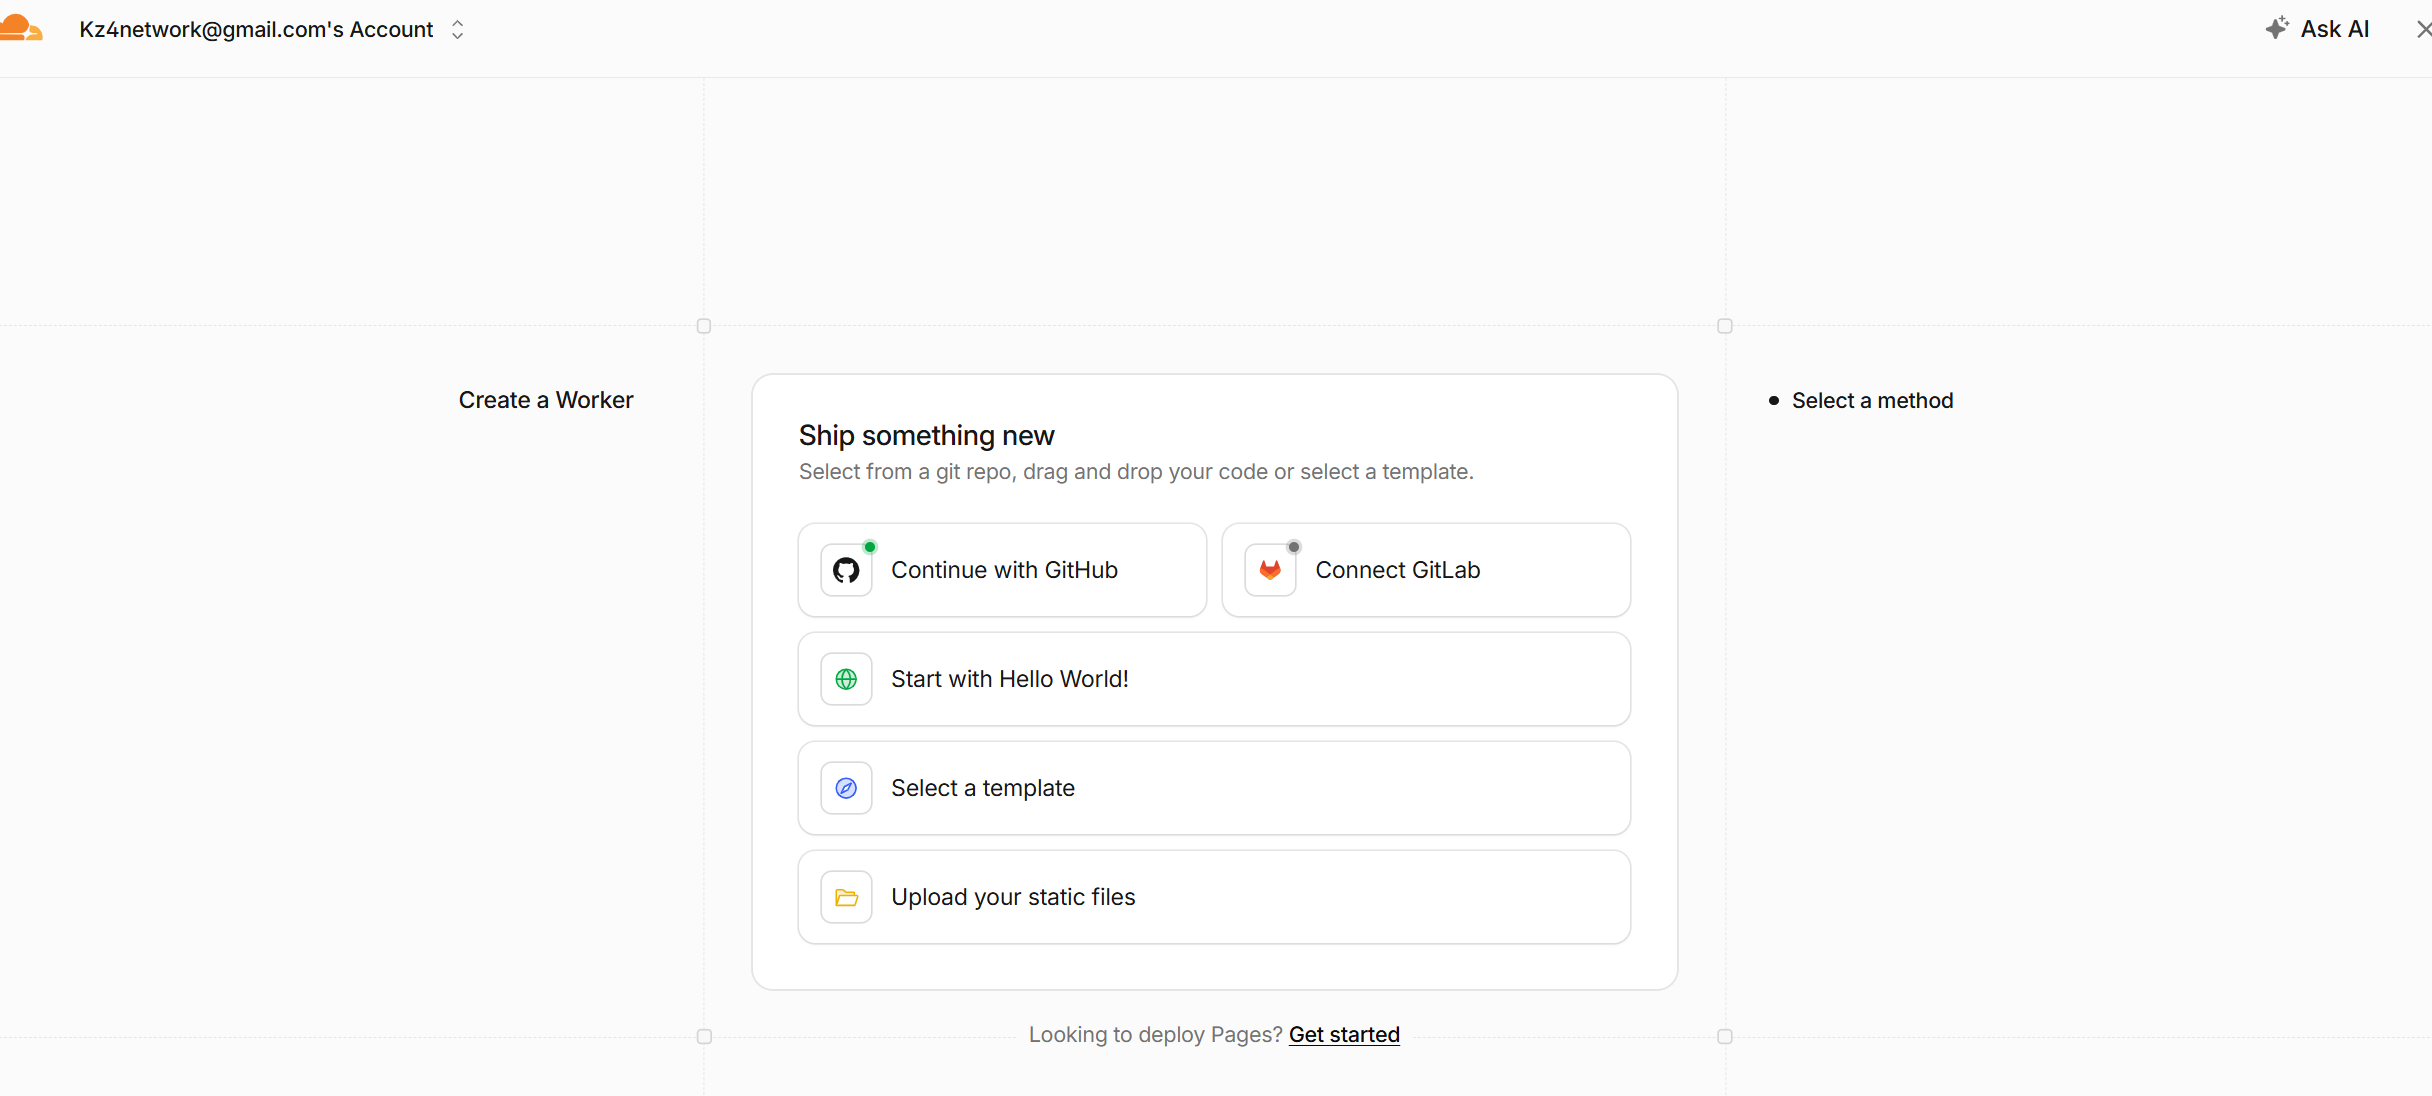 Kz4network@gmail.com's Account
Ask AI
Create a Worker
Ship something new
Select from a git repo, drag and drop your code or select a template.
Continue with GitHub
Connect GitLab
Start with Hello World!
Select a template
Upload your static files
Looking to deploy Pages? Get started
Select a method